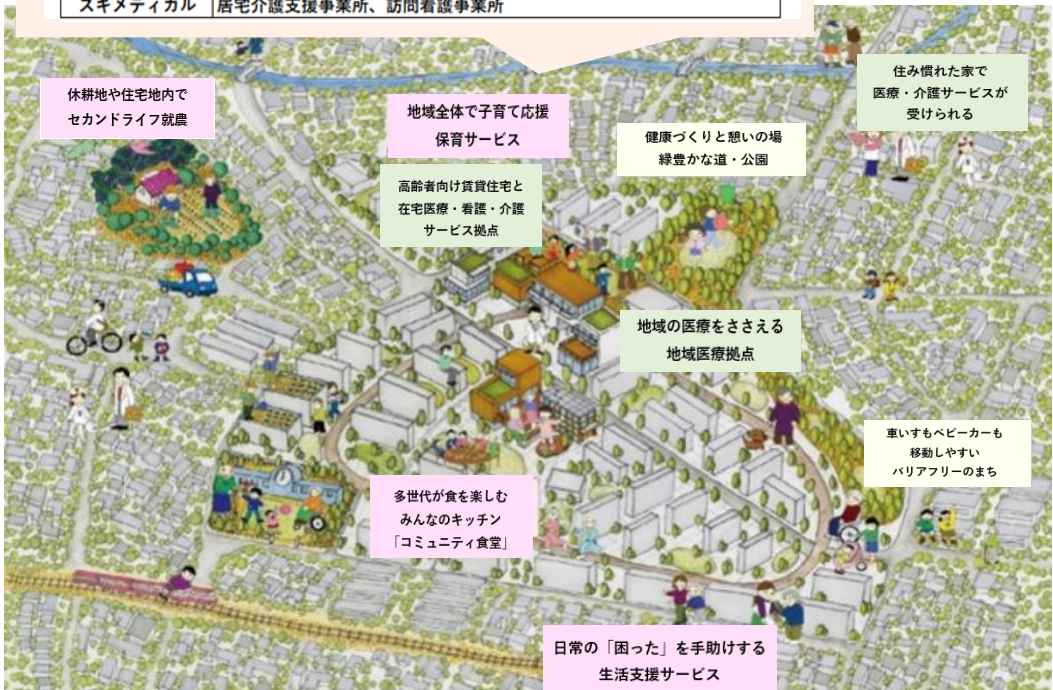 スキメディカル 居宅介護支援事業所、訪問看護事業所
休耕地や住宅地内で
セカンドライフ就農
地域全体で子育て応援
保育サービス
高齢者向け賃貸住宅と
在宅医療・看護・介護
サービス拠点
健康づくりと憩いの場
緑豊かな道・公園
住み慣れた家で
医療・介護サービスが
受けられる
地域の医療をささえる
地域医療拠点
車いすもベビーカーも
移動しやすい
バリアフリーのまち
多世代が食を楽しむ
みんなのキッチン
「コミュニティ食堂」
日常の「困った」を手助けする
生活支援サービス